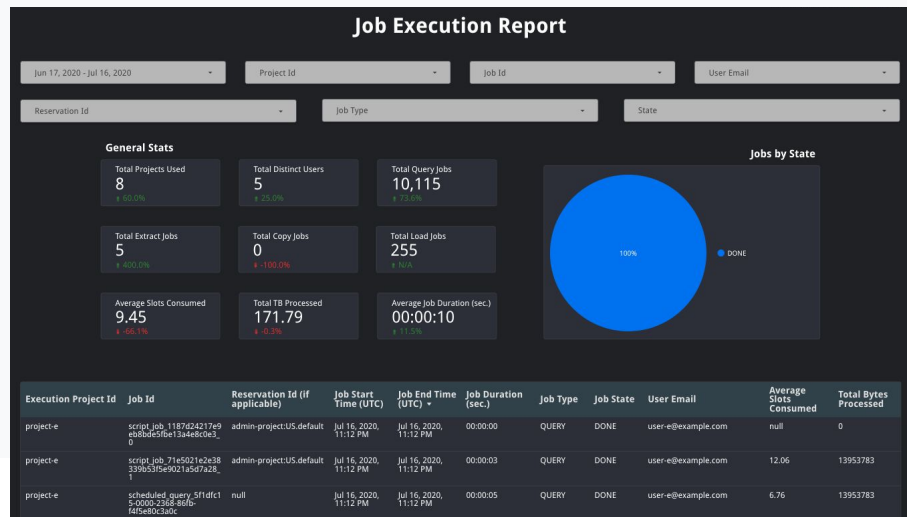 Job Execution Report
Jun 17, 2020 - Jul 16, 2020
Project Id
Job Id
User Email
Reservation Id
Job Type
State
General Stats
Total Projects Used
8
60.0%
Total Distinct Users
5
25.0%
Total Query Jobs
10,115
73.6%
Total Extract Jobs
5
400.0%
Total Copy Jobs
0
-100.0%
Total Load Jobs
255
N/A
Average Slots Consumed
9.45
-66.1%
Total TB Processed
171.79
-0.3%
Average Job Duration (sec.)
00:00:10
11.5%
Jobs by State
100%
DONE
Execution Project Id
Job Id
Reservation Id (if
applicable)
Job Start
Time (UTC)
Job End Time
(UTC)
Job Duration
(sec.)
Job Type
Job State
User Email
Average
Slots
Consumed
Total Bytes
Processed
project-e
script_job_1187d24217e9
eb8bde5fbe13a4e8c0e3_
0
admin-project:US.default
Jul 16, 2020,
11:12 PM
Jul 16, 2020,
11:12 PM
00:00:00
QUERY
DONE
user-e@example.com
null
0
project-e
script_job_71e5021e2e38
339b53f5e9021a5d7a28_
1
admin-project:US.default
Jul 16, 2020,
11:12 PM
Jul 16, 2020,
11:12 PM
00:00:03
QUERY
DONE
user-e@example.com
12.06
13953783
project-e
scheduled_query_5f1dfc1
5-0000-2368-86fb-
f4f5e80c3a0c
null
Jul 16, 2020,
11:12 PM
Jul 16, 2020,
11:12 PM
00:00:05
QUERY
DONE
user-e@example.com
6.76
13953783